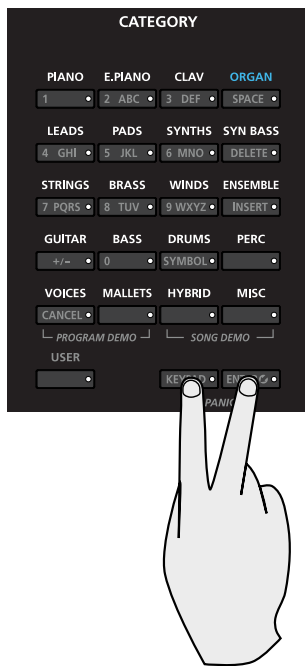 CATEGORY
PIANO E.PIANO CLAV ORGAN
1 2 ABC 3 DEF SPACE
LEADS PADS SYNTHS SYN BASS
4 GHI 5 JKL 6 MNO DELETE
STRINGS BRASS WINDS ENSEMBLE
7 PQRS 8 TUV 9 WXYZ INSERT
GUITAR BASS DRUMS PERC
+/– 0 SYMBOL
VOICES MALLETS HYBRID MISC
CANCEL
PROGRAM DEMO SONG DEMO
USER
KEYPAD
PANIC